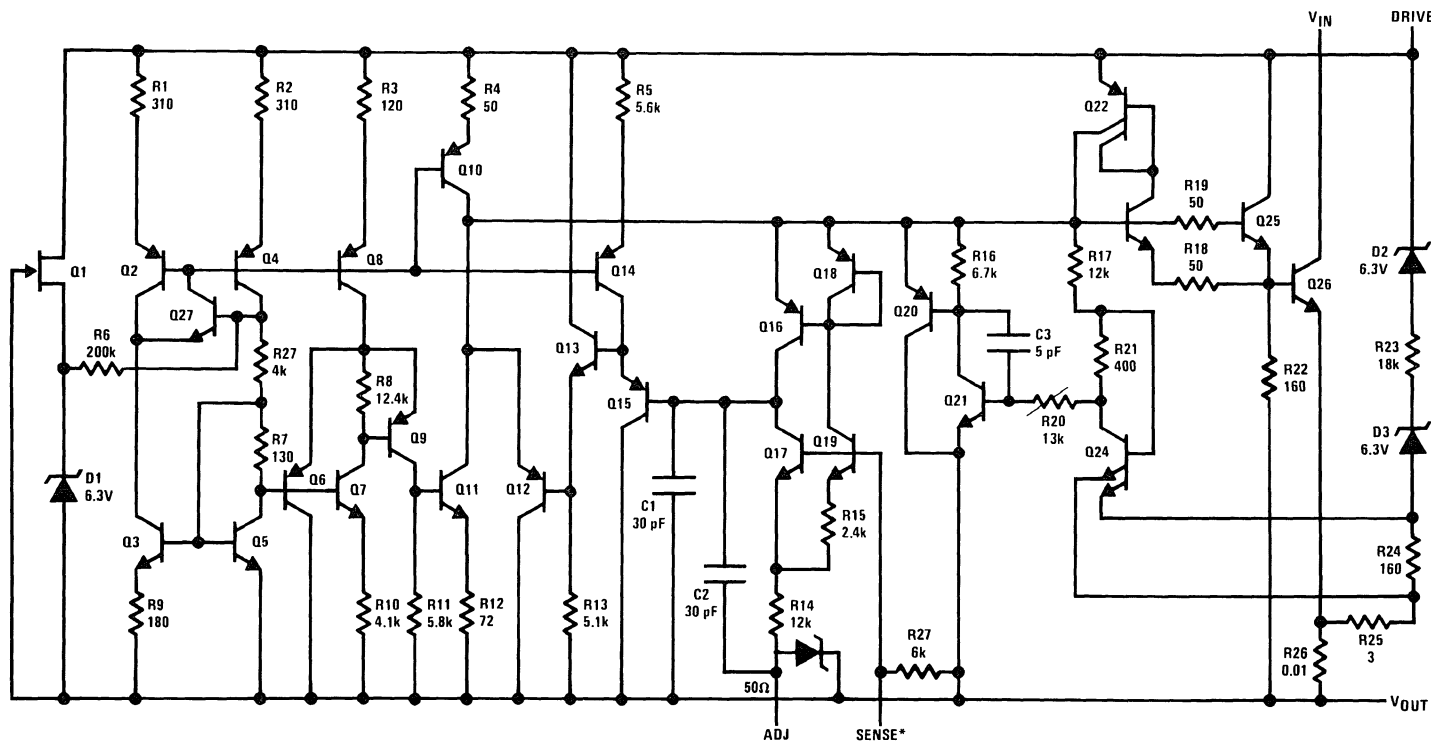 VIN
DRIVE
R1
310
R2
310
R3
120
R4
50
R5
5.6k
Q22
Q10
R19
50
Q25
Q1
Q2
Q4
Q8
Q14
R16
6.7k
R17
12k
R18
50
D2
6.3V
Q18
Q26
Q27
Q20
Q16
R6
200k
R27
4k
Q13
C3
5 pF
R21
400
R22
160
R23
18k
R8
12.4k
Q15
Q21
R7
130
Q9
Q17
Q19
R20
13k
Q24
D3
6.3V
D1
6.3V
Q6
Q7
Q11
Q12
C1
30 pF
R15
2.4k
Q3
Q5
R24
160
C2
30 pF
R9
180
R10
4.1k
R11
5.8k
R12
72
R13
5.1k
R14
12k
R27
6k
R25
3
R26
0.01
50Ω
VOUT
ADJ
SENSE*